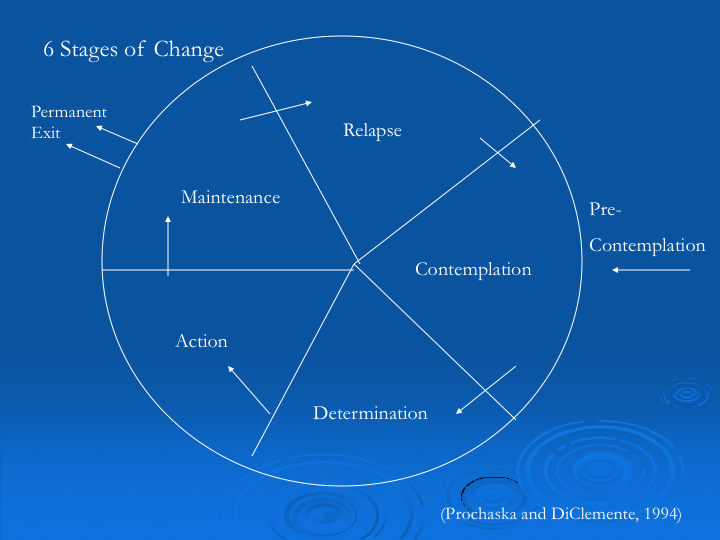 6 Stages of Change
Permanent
Exit
Relapse
Maintenance
Pre-
Contemplation
Contemplation
Action
Determination
(Prochaska and DiClemente, 1994)